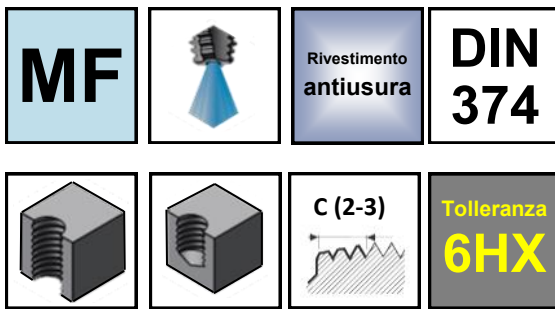 MF
Rivestimento
antiusura
DIN
374
C (2-3)
Tolleranza
6HX